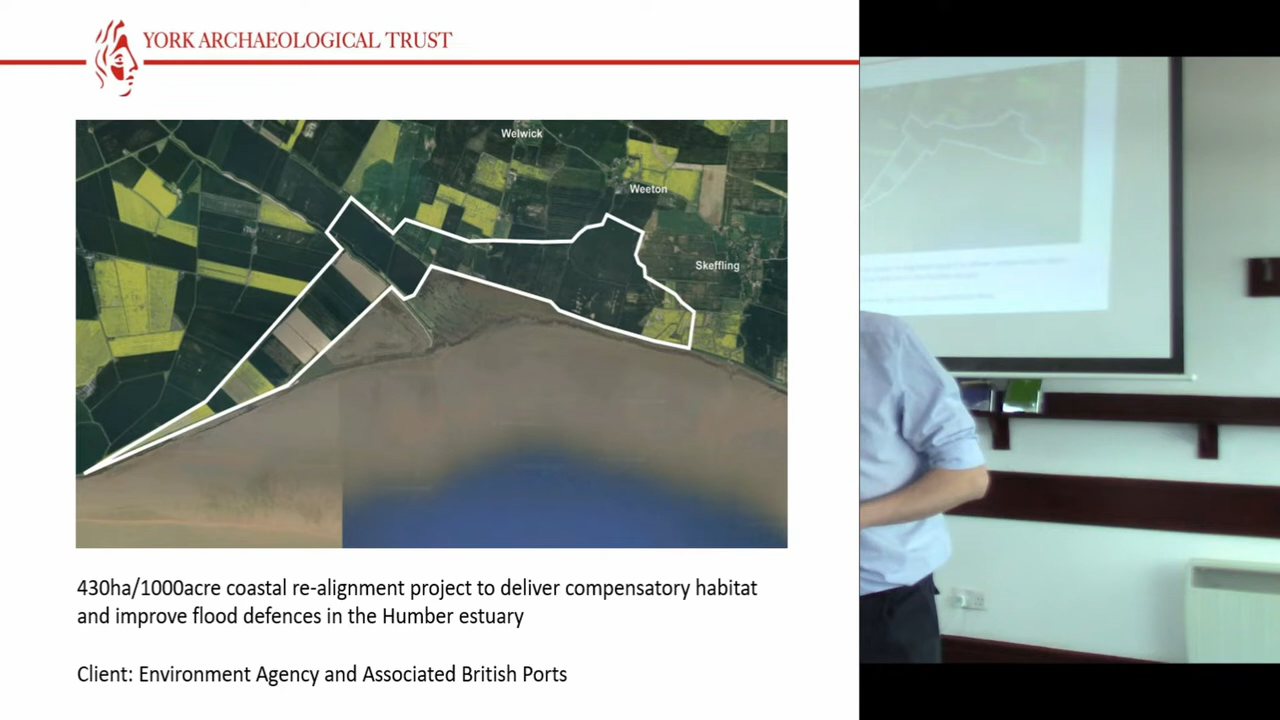 YORK ARCHAEOLOGICAL TRUST
Welwick
Weeton
Skeffling
430ha/1000acre coastal re-alignment project to deliver compensatory habitat
and improve flood defences in the Humber estuary
Client: Environment Agency and Associated British Ports